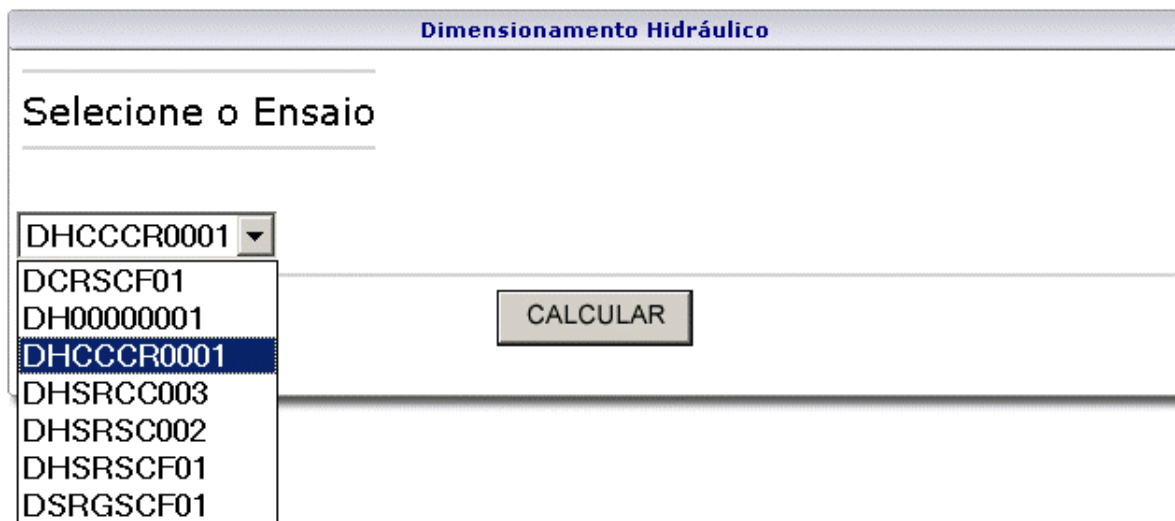 Dimensionamento Hidráulico
Selecione o Ensaio
DHCCCR0001
DCRSCF01
DH00000001
CALCULAR
DHCCCR0001
DHSRCC003
DHSRSC002
DHSRSCF01
DSRGSCF01